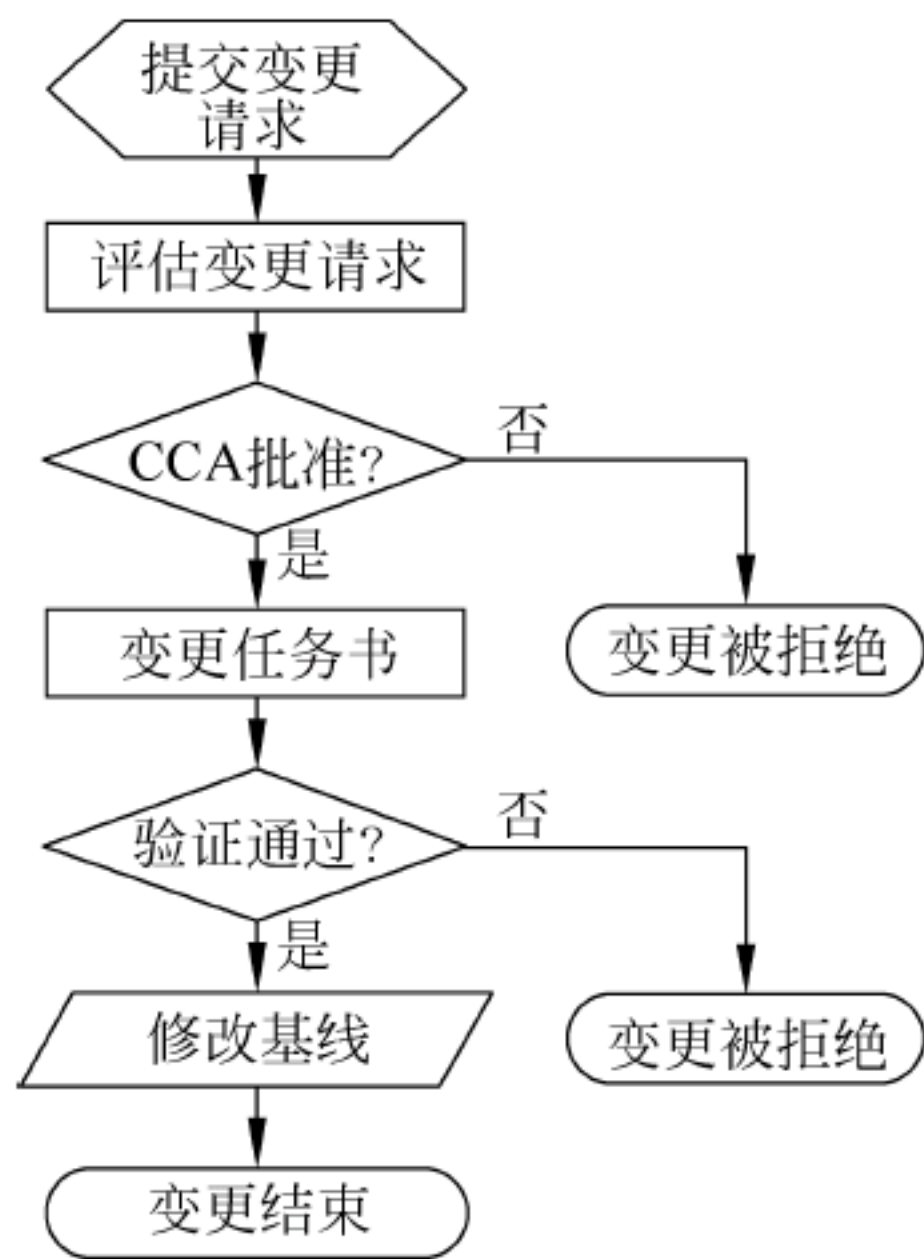 提交变更
请求
评估变更请求
CCA批准?
否
是
变更任务书
变更被拒绝
验证通过?
否
是
修改基线
变更被拒绝
变更结束